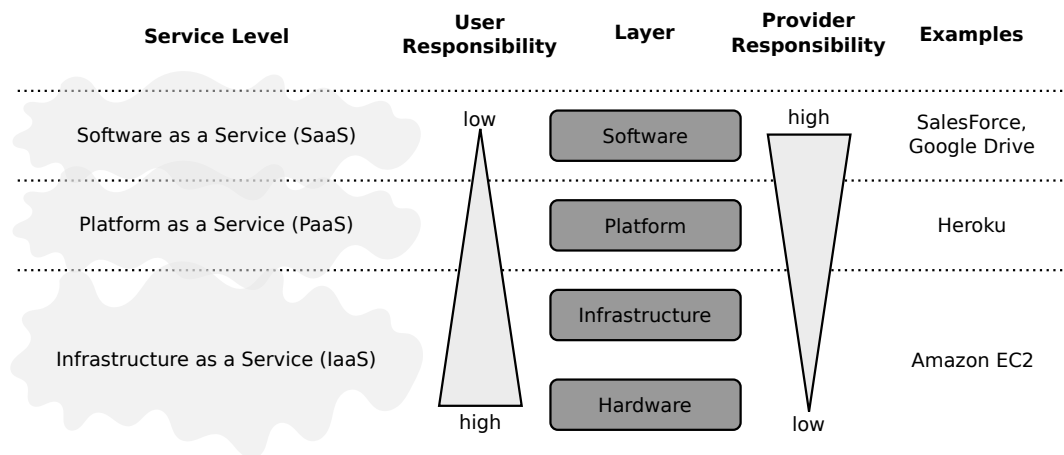 Service Level
User
Responsibility
Layer
Provider
Responsibility
Examples
Software as a Service (SaaS)
low
Software
high
SalesForce,
Google Drive
Platform as a Service (PaaS)
Platform
Heroku
Infrastructure as a Service (IaaS)
Infrastructure
Amazon EC2
Hardware
high
low